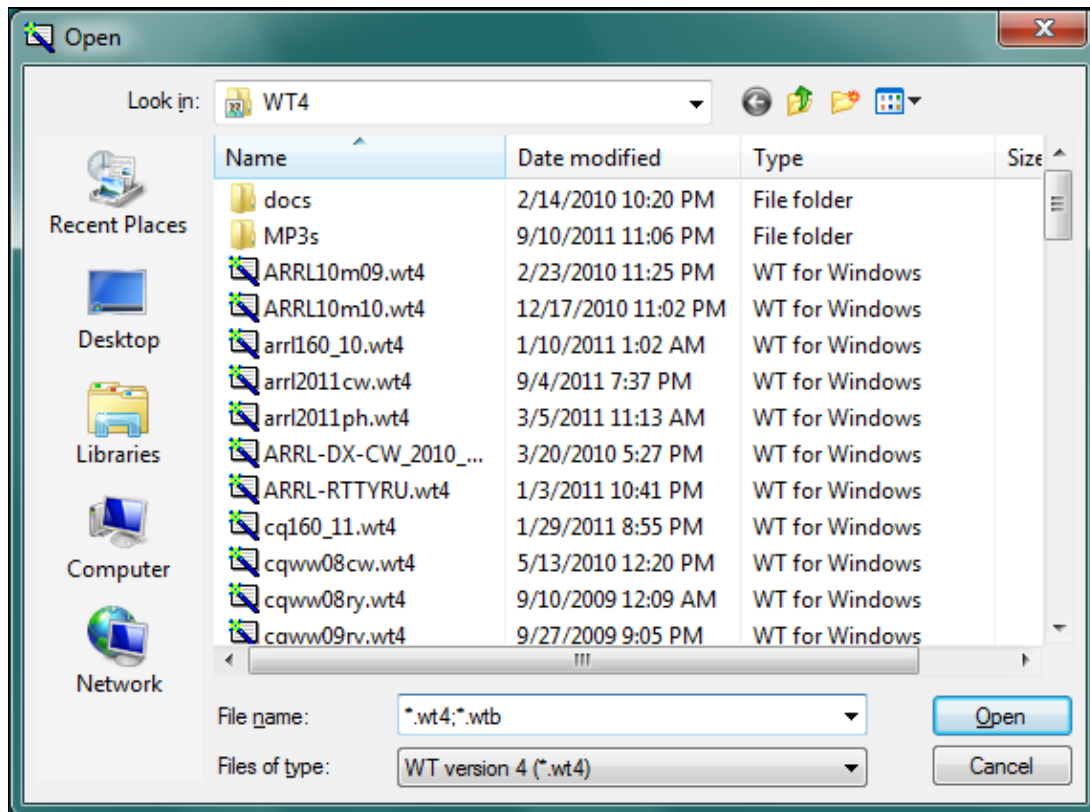 Open
Look in: WT4
Name Date modified Type Size
docs 2/14/2010 10:20 PM File folder
MP3s 9/10/2011 11:06 PM File folder
ARRL10m09.wt4 2/23/2010 11:25 PM WT for Windows
ARRL10m10.wt4 12/17/2010 11:02 PM WT for Windows
arrl160_10.wt4 1/10/2011 1:02 AM WT for Windows
arrl2011cw.wt4 9/4/2011 7:37 PM WT for Windows
arrl2011ph.wt4 3/5/2011 11:13 AM WT for Windows
ARRL-DX-CW_2010_... 3/20/2010 5:27 PM WT for Windows
ARRL-RTTYRU.wt4 1/3/2011 10:41 PM WT for Windows
cq160_11.wt4 1/29/2011 8:55 PM WT for Windows
cqww08cw.wt4 5/13/2010 12:20 PM WT for Windows
cqww08ry.wt4 9/10/2009 12:09 AM WT for Windows
cqww09ry.wt4 9/27/2009 9:05 PM WT for Windows
Recent Places
Desktop
Libraries
Computer
Network
File name: *.wt4;*.wtb Open
Files of type: WT version 4 (*.wt4) Cancel